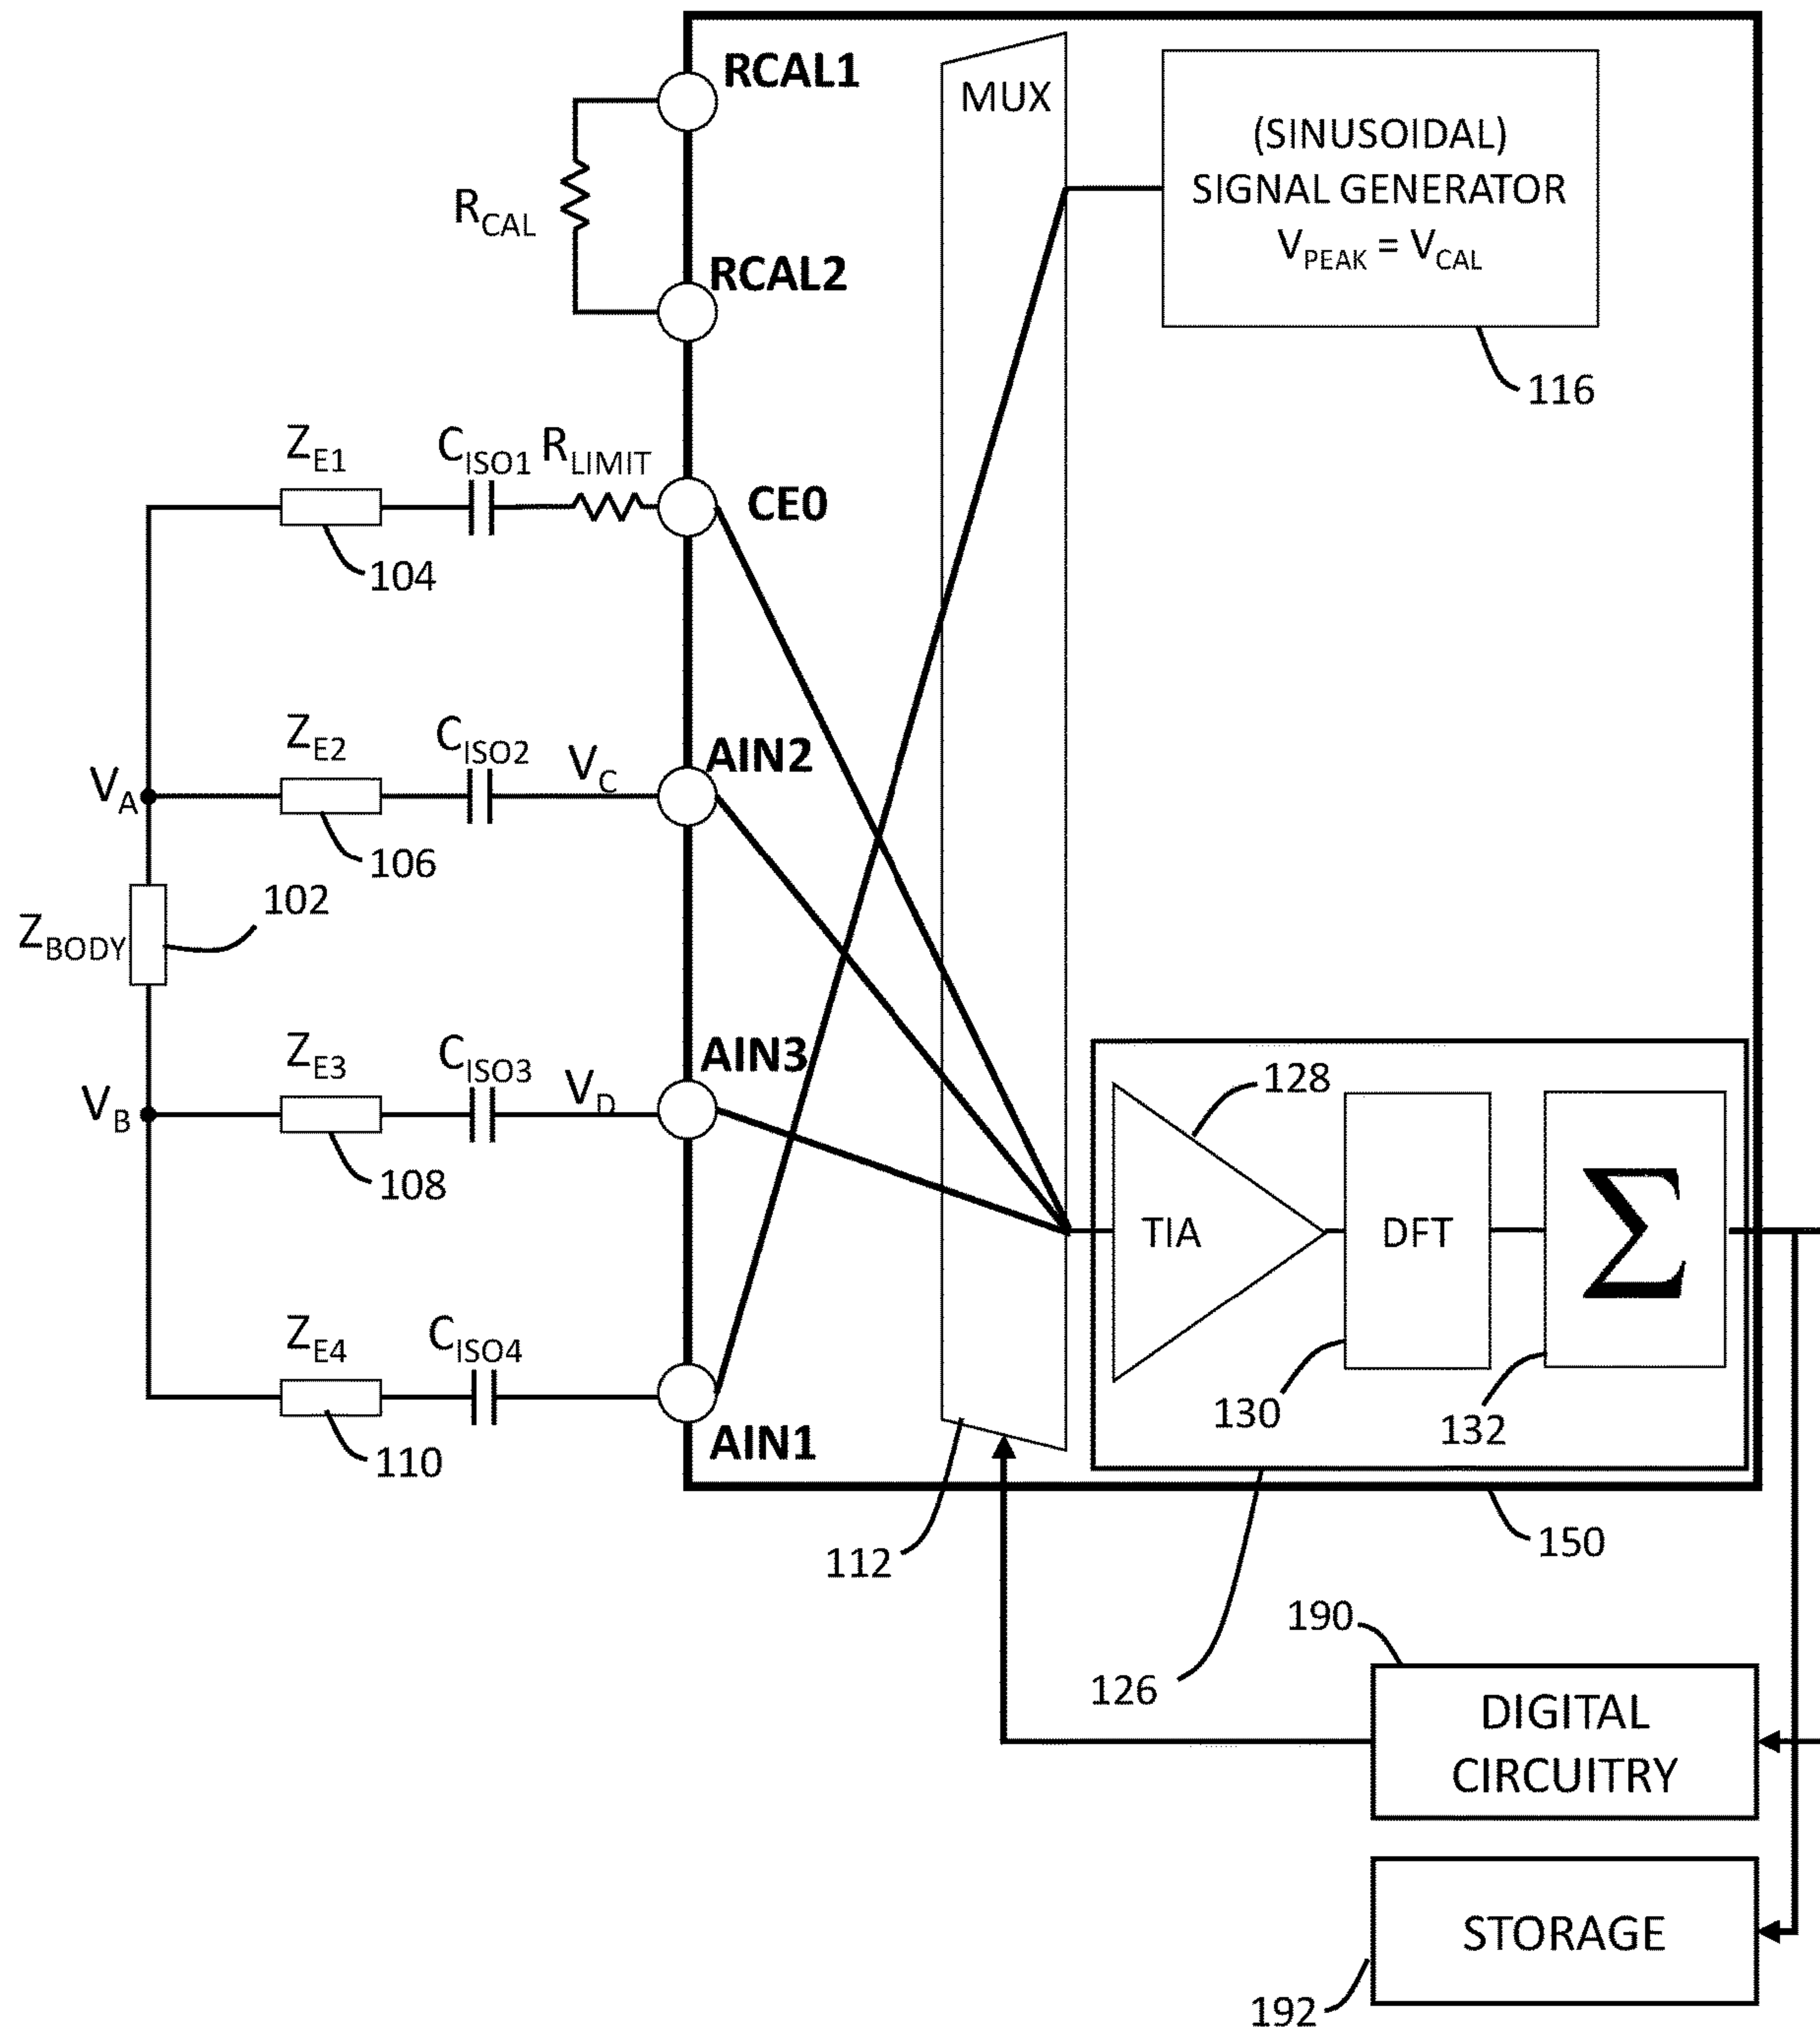 RCAL1
MUX
(SINUSOIDAL)
SIGNAL GENERATOR
VPEAK = VCAL
RCAL
RCAL2
116
ZE1
CISO1
RLIMIT
CE0
104
ZE2
CISO2
VC
AIN2
VA
106
102
ZBODY
ZE3
CISO3
VD
AIN3
128
VB
108
TIA
DFT
Σ
ZE4
CISO4
130
132
110
AIN1
112
150
190
126
DIGITAL
CIRCUITRY
STORAGE
192